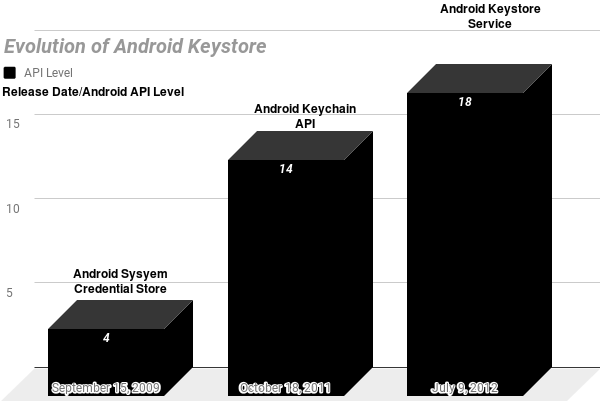 Android Keystore
Service
Evolution of Android Keystore
API Level
Release Date/Android API Level
Android Keychain
API
18
15
14
10
Android Sysyem
Credential Store
5
4
September 15, 2009
October 18, 2011
July 9, 2012